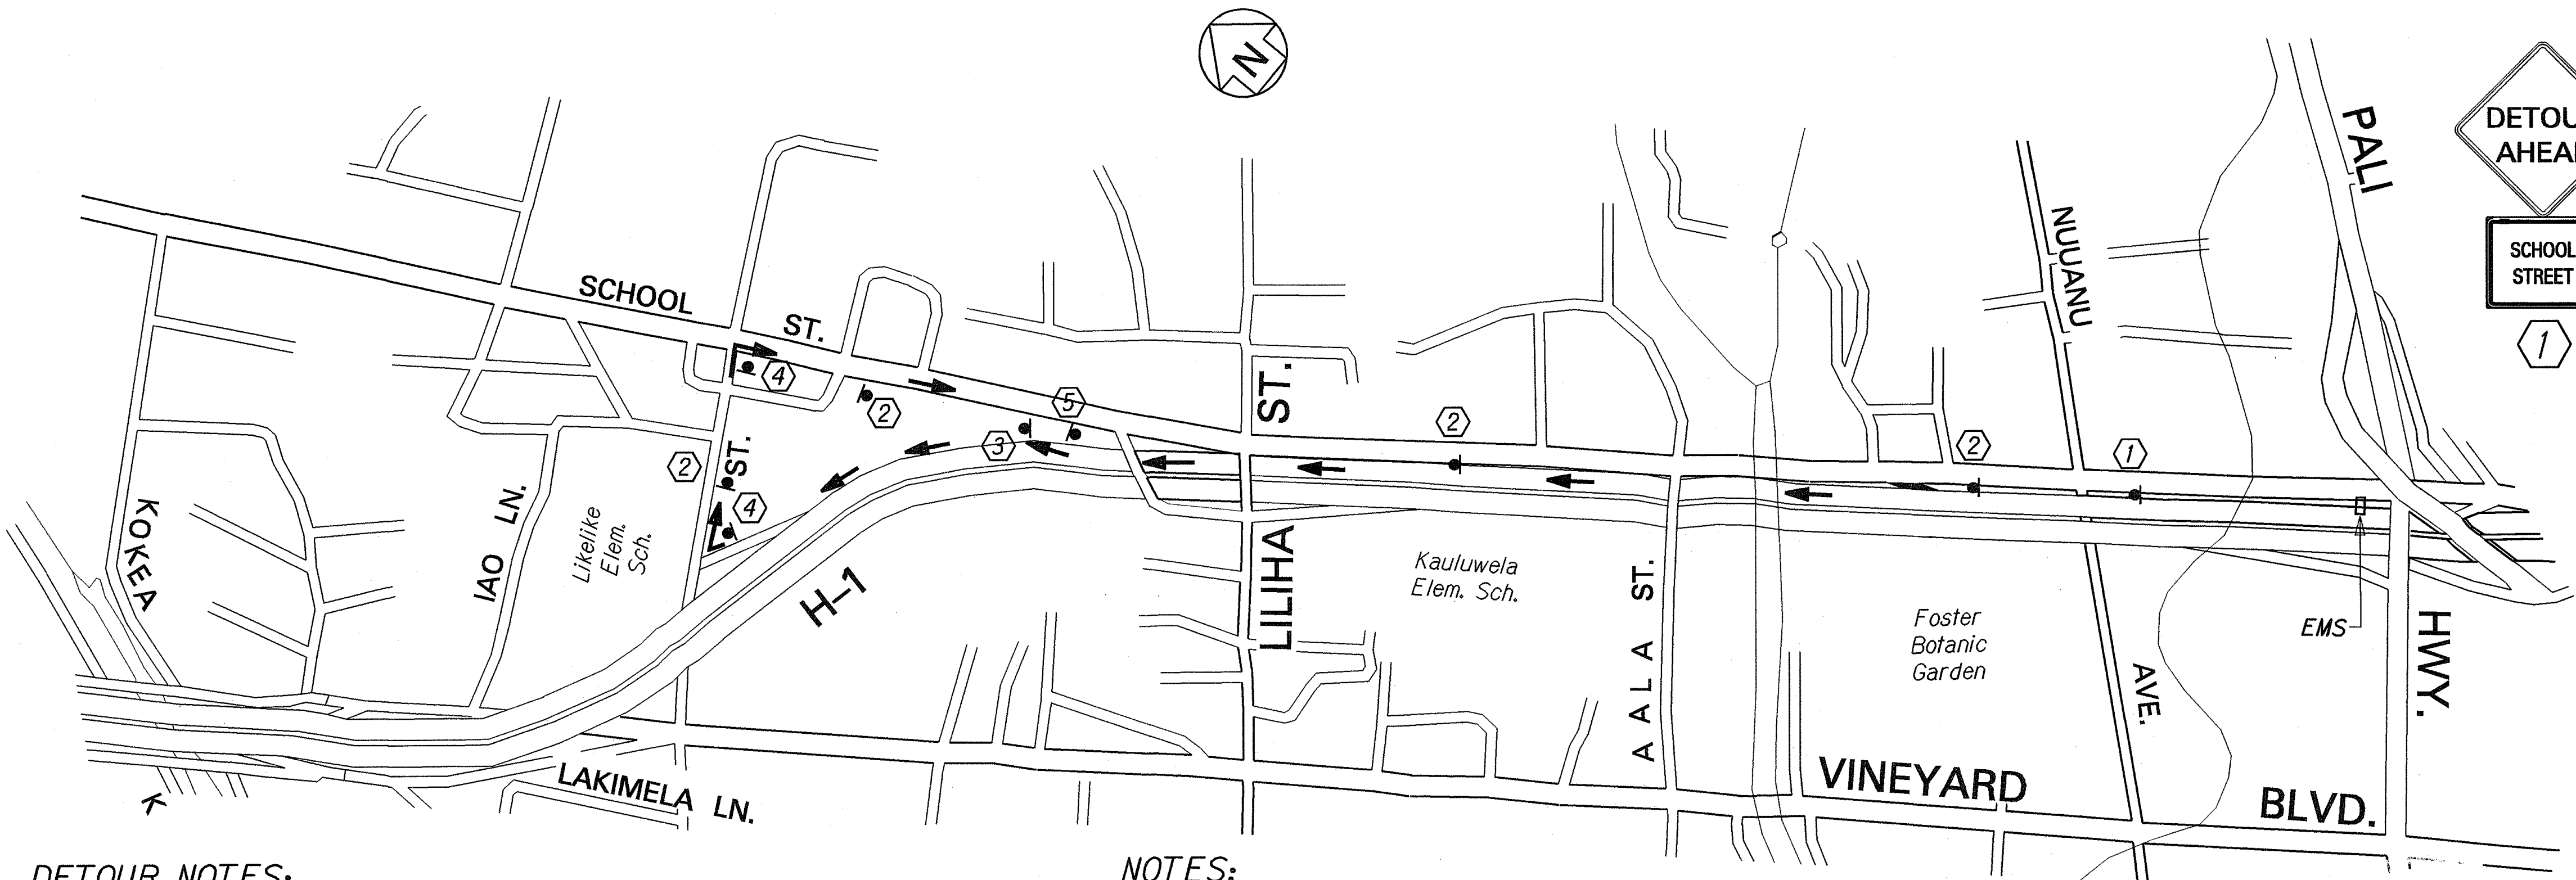 N
PALI
DETOU
AHEA
SCHOOL
STREET
1
NUUANU
SCHOOL ST.
4
2
5
3
ST.
2
2
1
2
ST.
4
KOKEA
IAO LN.
Likelike
Elem.
Sch.
H-1
LILIHA
Kauluwela
Elem. Sch.
AALA ST.
Foster
Botanic
Garden
EMS
HWY.
AVE.
LAKIMELA LN.
VINEYARD BLVD.
K
DETOUR NOTES:
NOTES: